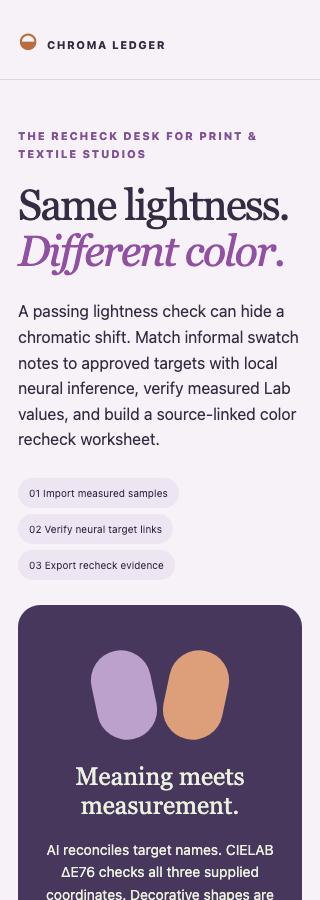 CHROMA LEDGER
THE RECHECK DESK FOR PRINT &
TEXTILE STUDIOS
Same lightness.
Different color.
A passing lightness check can hide a
chromatic shift. Match informal swatch
notes to approved targets with local
neural inference, verify measured Lab
values, and build a source-linked color
recheck worksheet.
01 Import measured samples
02 Verify neural target links
03 Export recheck evidence
Meaning meets
measurement.
AI reconciles target names. CIELAB
ΔE76 checks all three supplied
coordinates. Decorative shapes are